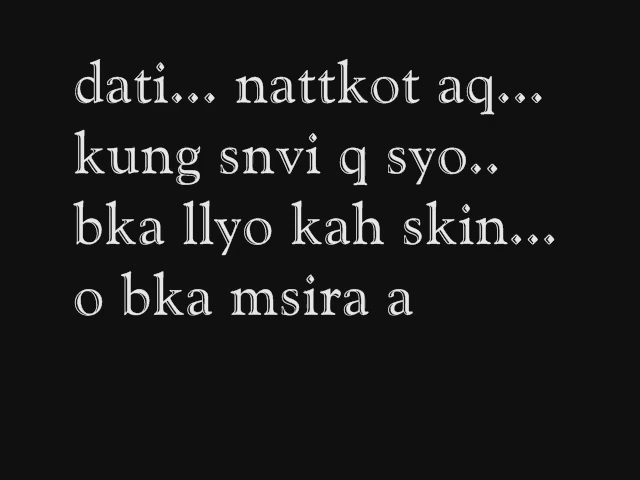 dati... nattkot aq...
kung snvi q syo..
bka llyo kah skin...
o bka msira a